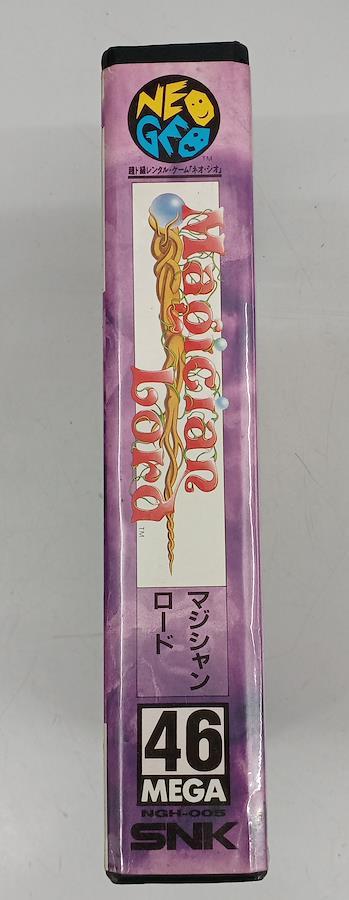 NEO
GEO
™
超ド級レンタル・ゲーム「ネオ・ジオ」
Magician
Lord
™
マジシャン
ロード
46
MEGA
NGH-005
SNK